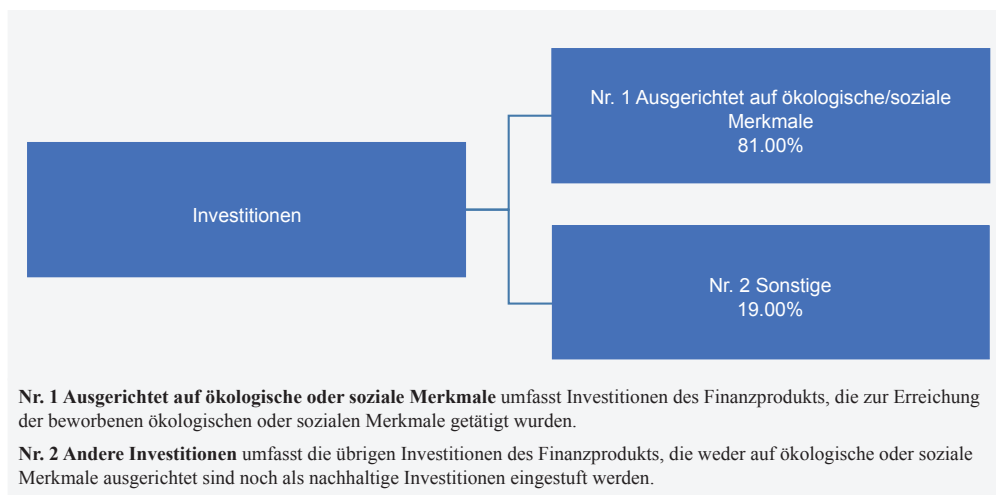 Nr. 1 Ausgerichtet auf ökologische/soziale
Merkmale
81.00%
Investitionen
Nr. 2 Sonstige
19.00%
Nr. 1 Ausgerichtet auf ökologische oder soziale Merkmale umfasst Investitionen des Finanzprodukts, die zur Erreichung
der beworbenen ökologischen oder sozialen Merkmale getätigt wurden.
Nr. 2 Andere Investitionen umfasst die übrigen Investitionen des Finanzprodukts, die weder auf ökologische oder soziale
Merkmale ausgerichtet sind noch als nachhaltige Investitionen eingestuft werden.